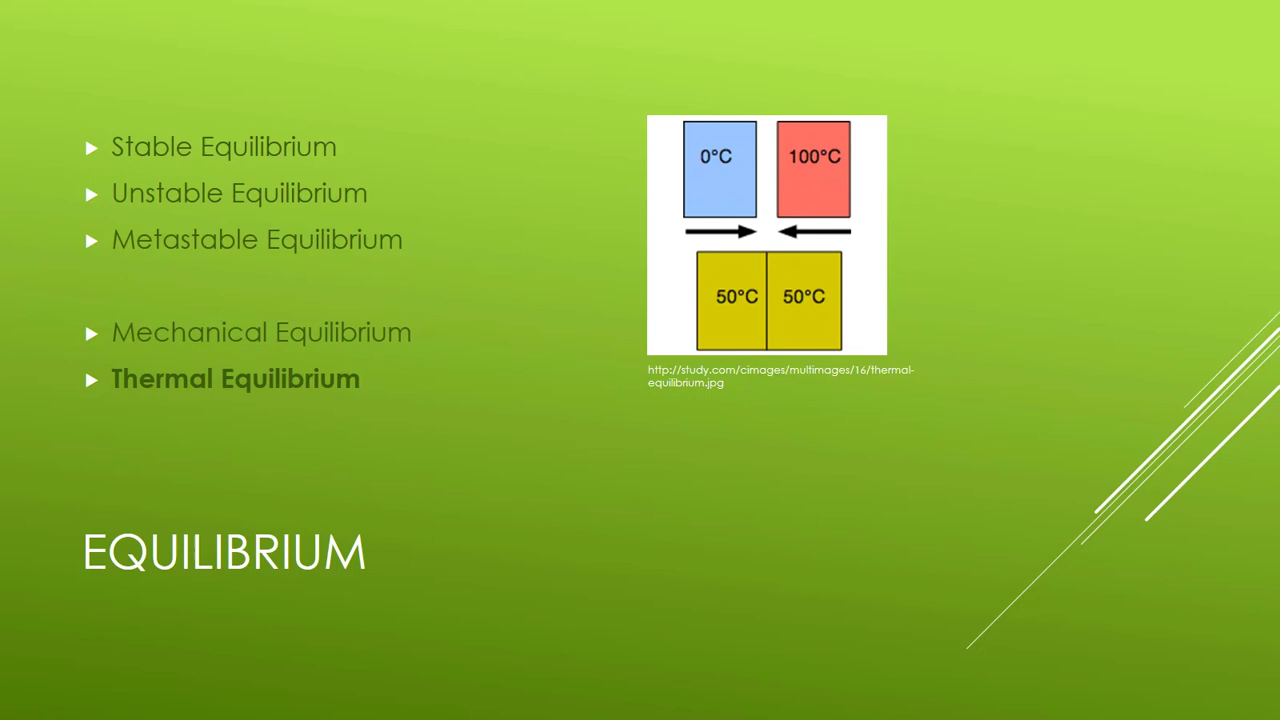 Stable Equilibrium
Unstable Equilibrium
Metastable Equilibrium
Mechanical Equilibrium
Thermal Equilibrium
0°C
100°C
50°C
50°C
http://study.com/cimages/multimages/16/thermal-
equilibrium.jpg
EQUILIBRIUM